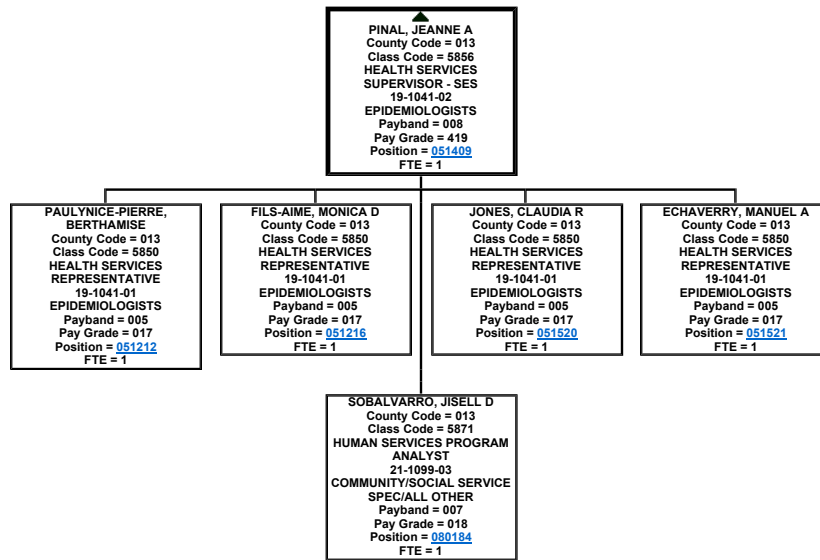 PINAL, JEANNE A
County Code = 013
Class Code = 5856
HEALTH SERVICES
SUPERVISOR - SES
19-1041-02
EPIDEMIOLOGISTS
Payband = 008
Pay Grade = 419
Position = 051409
FTE = 1
PAULYNICE-PIERRE,
BERTHAMISE
County Code = 013
Class Code = 5850
HEALTH SERVICES
REPRESENTATIVE
19-1041-01
EPIDEMIOLOGISTS
Payband = 005
Pay Grade = 017
Position = 051212
FTE = 1
FILS-AIME, MONICA D
County Code = 013
Class Code = 5850
HEALTH SERVICES
REPRESENTATIVE
19-1041-01
EPIDEMIOLOGISTS
Payband = 005
Pay Grade = 017
Position = 051216
FTE = 1
JONES, CLAUDIA R
County Code = 013
Class Code = 5850
HEALTH SERVICES
REPRESENTATIVE
19-1041-01
EPIDEMIOLOGISTS
Payband = 005
Pay Grade = 017
Position = 051520
FTE = 1
ECHAVERRY, MANUEL A
County Code = 013
Class Code = 5850
HEALTH SERVICES
REPRESENTATIVE
19-1041-01
EPIDEMIOLOGISTS
Payband = 005
Pay Grade = 017
Position = 051521
FTE = 1
SOBALVARRO, JISELL D
County Code = 013
Class Code = 5871
HUMAN SERVICES PROGRAM
ANALYST
21-1099-03
COMMUNITY/SOCIAL SERVICE
SPEC/ALL OTHER
Payband = 007
Pay Grade = 018
Position = 080184
FTE = 1